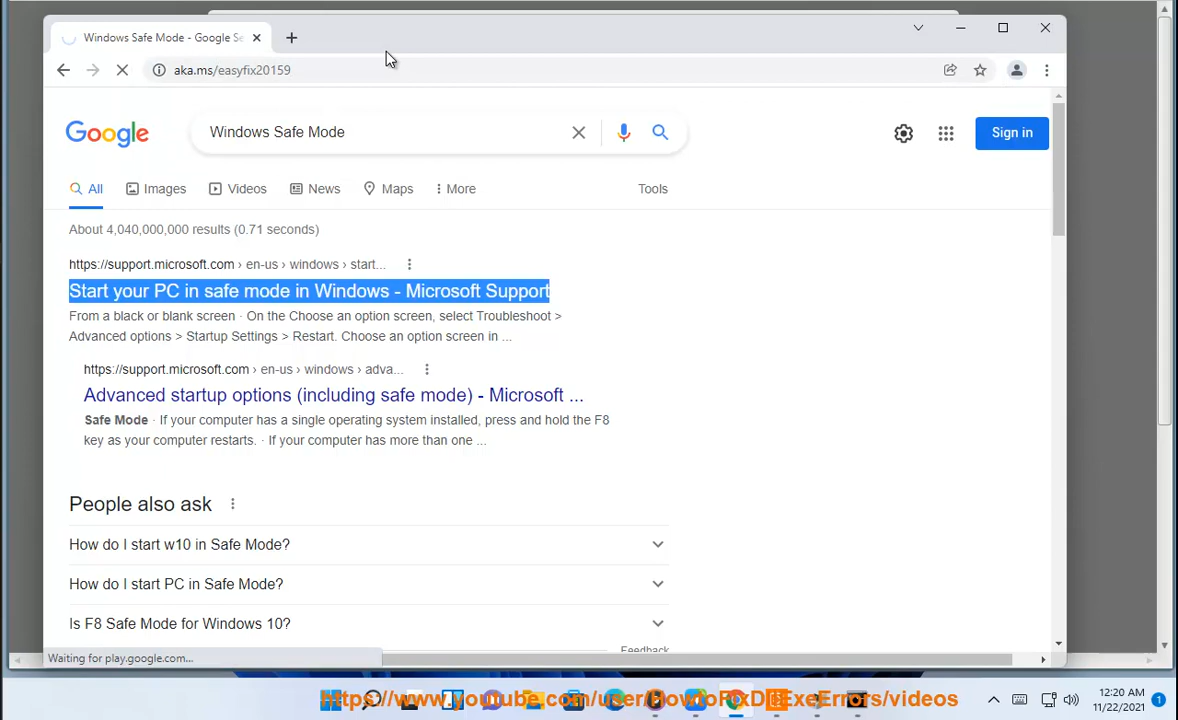 Windows Safe Mode - Google Se
aka.ms/easyfix20159
Google
Windows Safe Mode
Sign in
All Images Videos News Maps More Tools
About 4,040,000,000 results (0.71 seconds)
https://support.microsoft.com › en-us › windows › start...
Start your PC in safe mode in Windows - Microsoft Support
From a black or blank screen · On the Choose an option screen, select Troubleshoot >
Advanced options > Startup Settings > Restart. Choose an option screen in ...
https://support.microsoft.com › en-us › windows › adva...
Advanced startup options (including safe mode) - Microsoft ...
Safe Mode · If your computer has a single operating system installed, press and hold the F8
key as your computer restarts. · If your computer has more than one ...
People also ask
How do I start w10 in Safe Mode?
How do I start PC in Safe Mode?
Is F8 Safe Mode for Windows 10?
Feedback
Waiting for play.google.com...
12:20 AM
11/22/2021
1